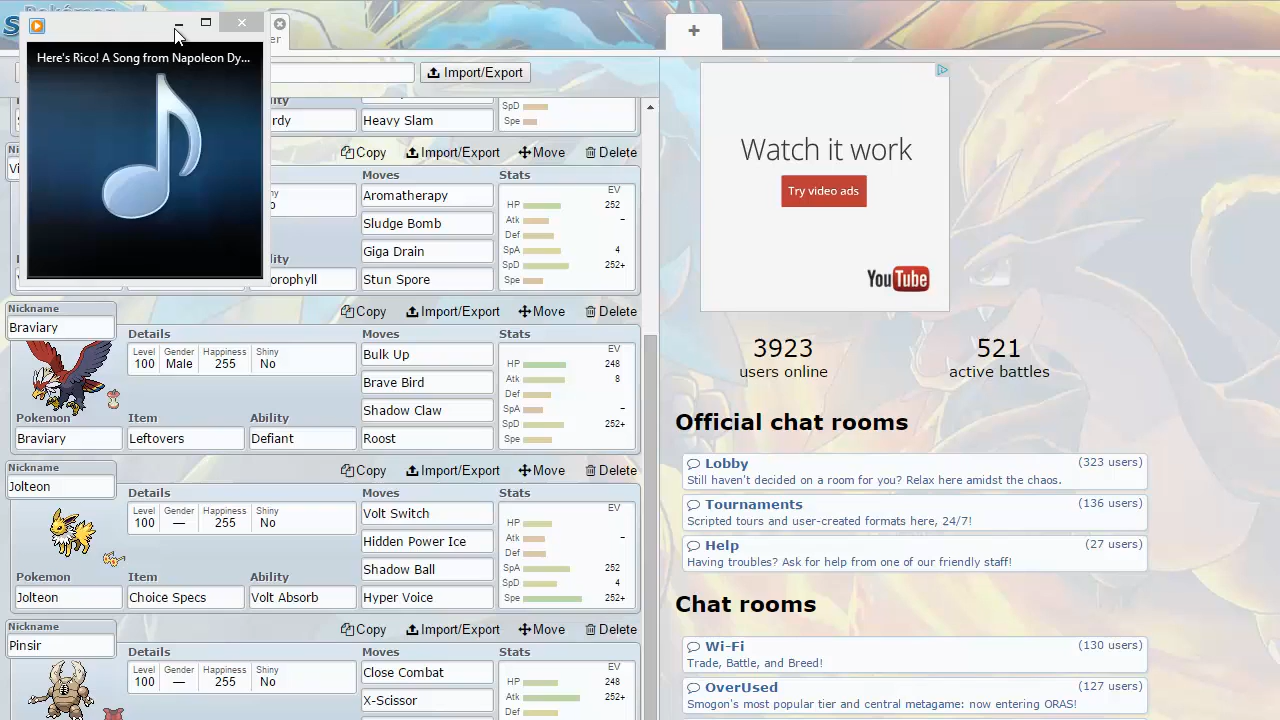 Here's Rico! A Song from Napoleon Dy...
Import/Export
Heavy Slam
SpD
Spe
Copy Import/Export Move Delete
Moves Stats
EV
Aromatherapy
Sludge Bomb
Giga Drain
Stun Spore
HP 252
Atk –
Def
SpA 4
SpD 252+
Spe
Nickname
Braviary
Copy Import/Export Move Delete
Details Moves Stats
Level Gender Happiness Shiny
100 Male 255 No
Bulk Up
Brave Bird
Shadow Claw
Roost
EV
HP 248
Atk 8
Def
SpA –
SpD 252+
Spe
Pokemon Item Ability
Braviary Leftovers Defiant
Nickname
Jolteon
Copy Import/Export Move Delete
Details Moves Stats
Level Gender Happiness Shiny
100 — 255 No
Volt Switch
Hidden Power Ice
Shadow Ball
Hyper Voice
EV
HP
Atk –
Def
SpA 252
SpD 4
Spe 252+
Pokemon Item Ability
Jolteon Choice Specs Volt Absorb
Nickname
Pinsir
Copy Import/Export Move Delete
Details Moves Stats
Level Gender Happiness Shiny
100 — 255 No
Close Combat
X-Scissor
EV
HP 248
Atk 252+
Def
Watch it work
Try video ads
YouTube
3923 521
users online active battles
Official chat rooms
Lobby (323 users)
Still haven't decided on a room for you? Relax here amidst the chaos.
Tournaments (136 users)
Scripted tours and user-created formats here, 24/7!
Help (27 users)
Having troubles? Ask for help from one of our friendly staff!
Chat rooms
Wi-Fi (130 users)
Trade, Battle, and Breed!
OverUsed (127 users)
Smogon's most popular tier and central metagame: now entering ORAS!